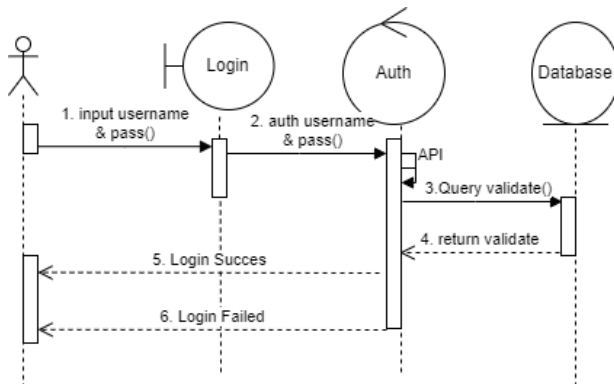 Login
Auth
Database
1. input username
& pass()
2. auth username
& pass()
API
3.Query validate()
4. return validate
5. Login Succes
6. Login Failed